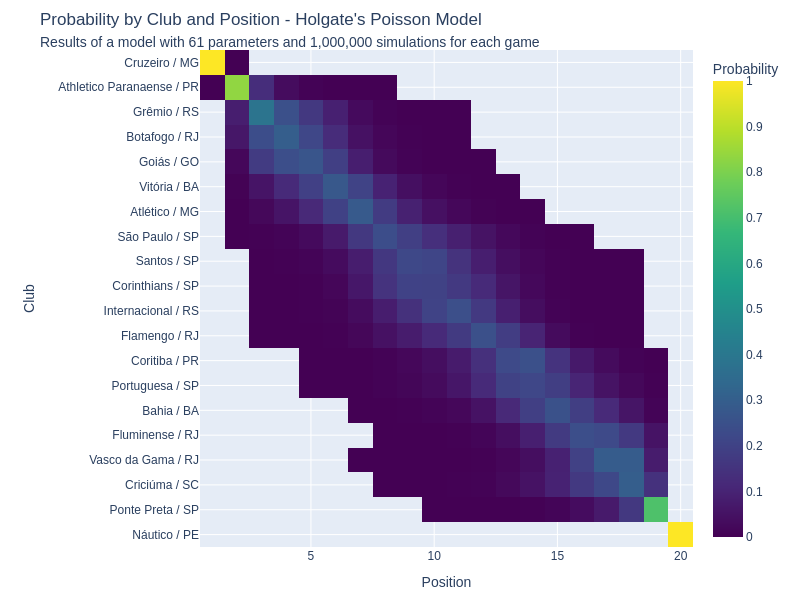 Probability by Club and Position - Holgate's Poisson Model
Results of a model with 61 parameters and 1,000,000 simulations for each game
Probability
Club
Cruzeiro / MG
Athletico Paranaense / PR
Grêmio / RS
Botafogo / RJ
Goiás / GO
Vitória / BA
Atlético / MG
São Paulo / SP
Santos / SP
Corinthians / SP
Internacional / RS
Flamengo / RJ
Coritiba / PR
Portuguesa / SP
Bahia / BA
Fluminense / RJ
Vasco da Gama / RJ
Criciúma / SC
Ponte Preta / SP
Náutico / PE
1
0.9
0.8
0.7
0.6
0.5
0.4
0.3
0.2
0.1
0
5 10 15 20
Position